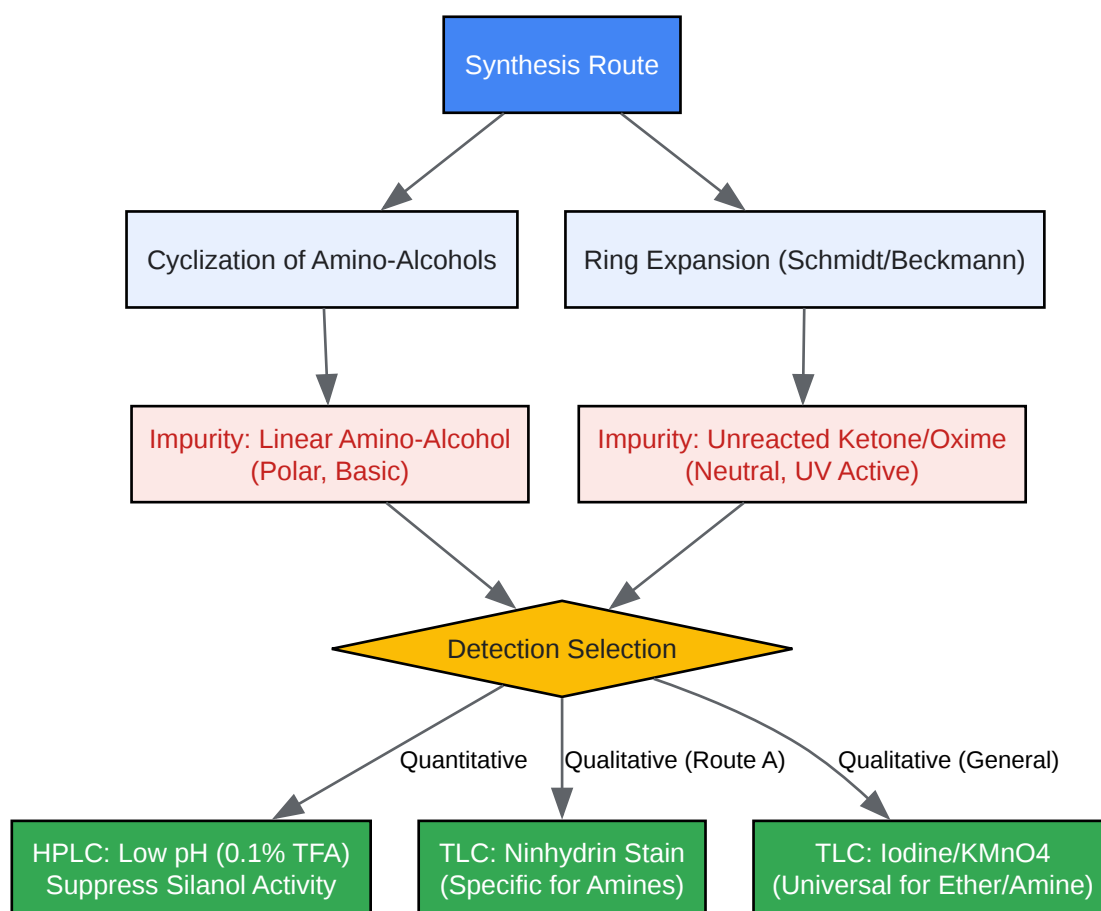 Synthesis Route
Cyclization of Amino-Alcohols
Ring Expansion (Schmidt/Beckmann)
Impurity: Linear Amino-Alcohol
(Polar, Basic)
Impurity: Unreacted Ketone/Oxime
(Neutral, UV Active)
Detection Selection
Quantitative
Qualitative (Route A)
Qualitative (General)
HPLC: Low pH (0.1% TFA)
Suppress Silanol Activity
TLC: Ninhydrin Stain
(Specific for Amines)
TLC: Iodine/KMnO4
(Universal for Ether/Amine)